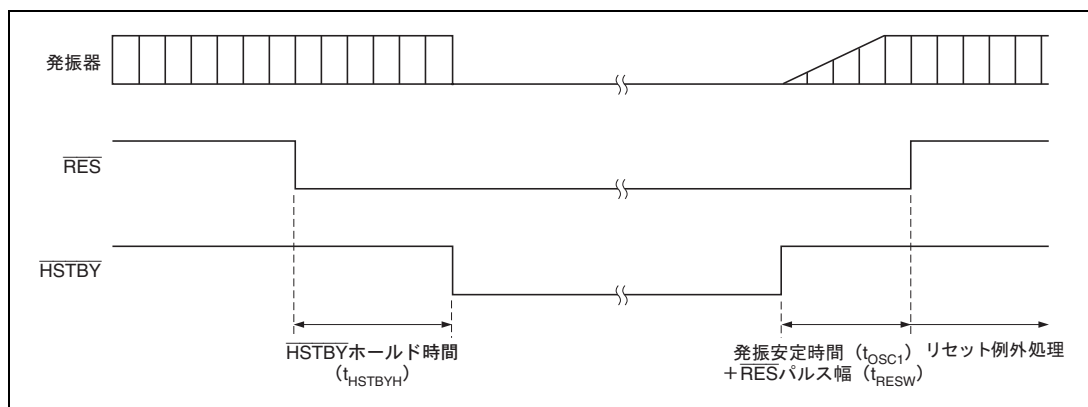 発振器
RES
HSTBY
HSTBYホールド時間
(tHSTBYH)
発振安定時間 (tOSC1)
+RESパルス幅 (tRESW)
リセット例外処理